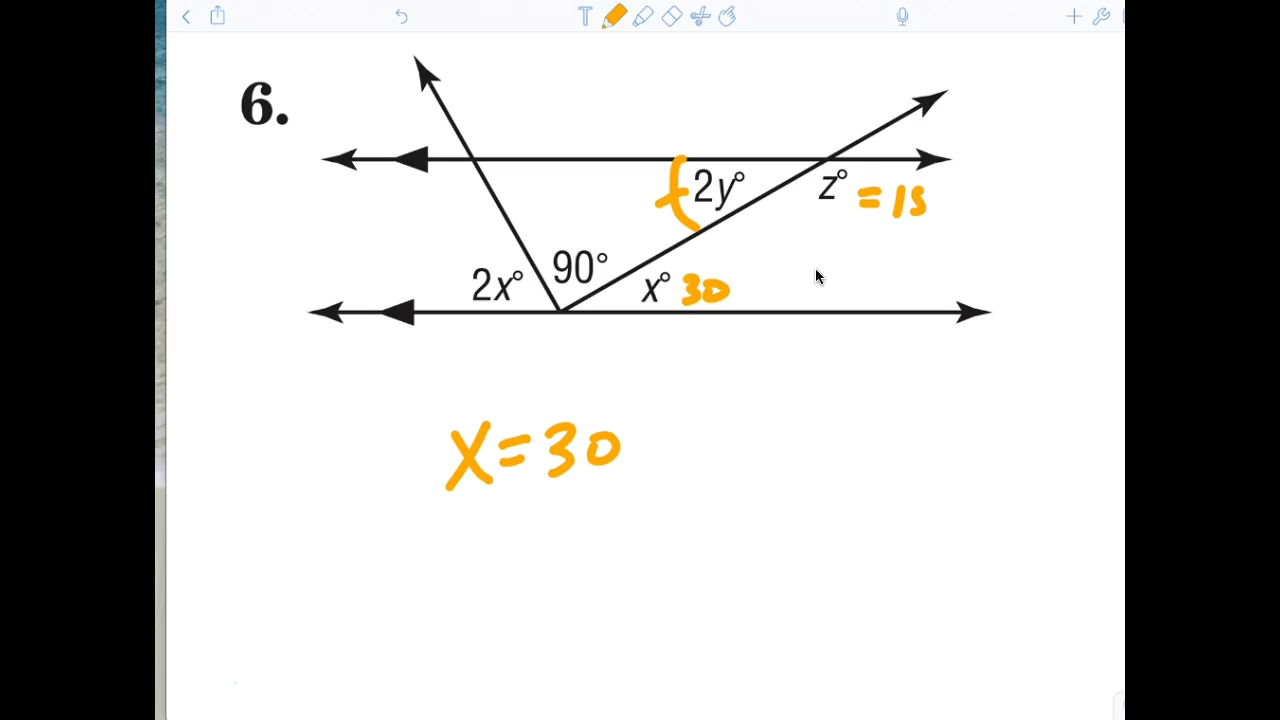 6.
2y°
z° = 15
2x° 90° x° 30
X = 30